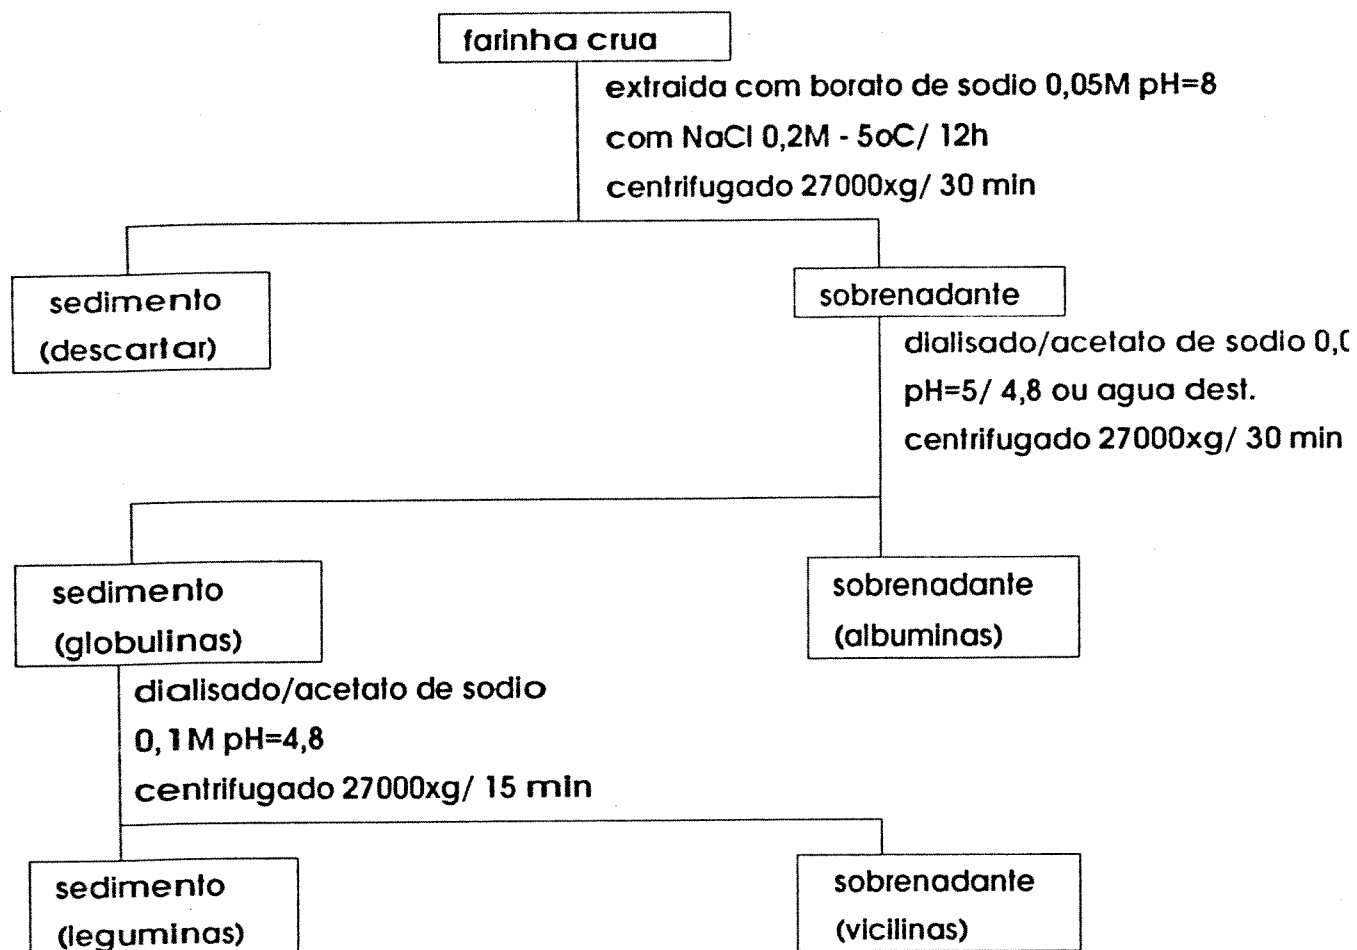 farinha crua
extraida com borato de sodio 0,05M pH=8
com NaCl 0,2M - 5oC/ 12h
centrifugado 27000xg/ 30 min
sedimento
(descartar)
sobrenadante
dialisado/acetato de sodio
pH=5/ 4,8 ou agua dest.
centrifugado 27000xg/ 30 min
sedimento
(globulinas)
sobrenadante
(albuminas)
dialisado/acetato de sodio
0,1M pH=4,8
centrifugado 27000xg/ 15 min
sedimento
(leguminas)
sobrenadante
(vicilinas)